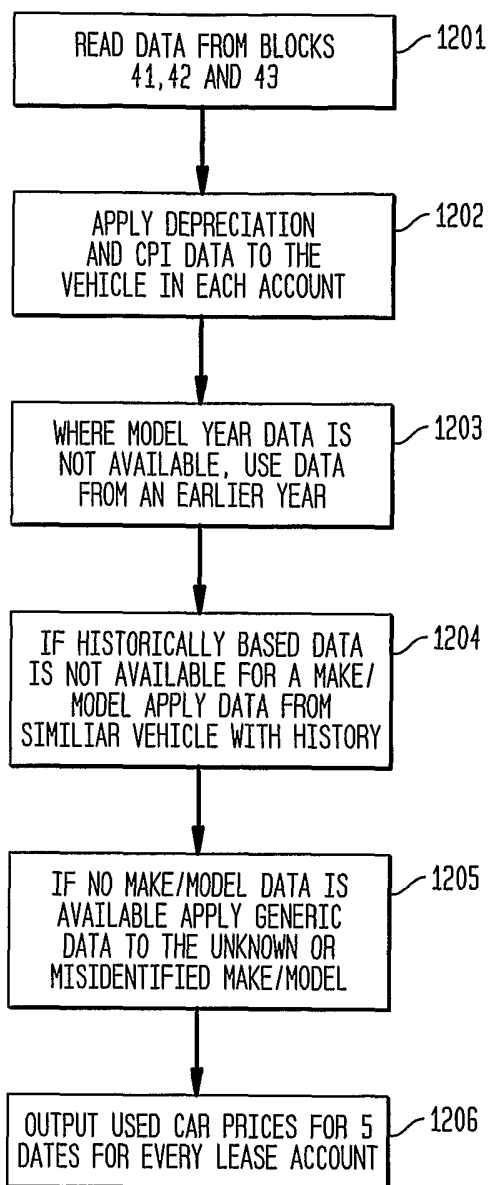 READ DATA FROM BLOCKS
41,42 AND 43
1201
APPLY DEPRECIATION
AND CPI DATA TO THE
VEHICLE IN EACH ACCOUNT
1202
WHERE MODEL YEAR DATA IS
NOT AVAILABLE, USE DATA
FROM AN EARLIER YEAR
1203
IF HISTORICALLY BASED DATA
IS NOT AVAILABLE FOR A MAKE/
MODEL APPLY DATA FROM
SIMILIAR VEHICLE WITH HISTORY
1204
IF NO MAKE/MODEL DATA IS
AVAILABLE APPLY GENERIC
DATA TO THE UNKNOWN OR
MISIDENTIFIED MAKE/MODEL
1205
OUTPUT USED CAR PRICES FOR 5
DATES FOR EVERY LEASE ACCOUNT
1206